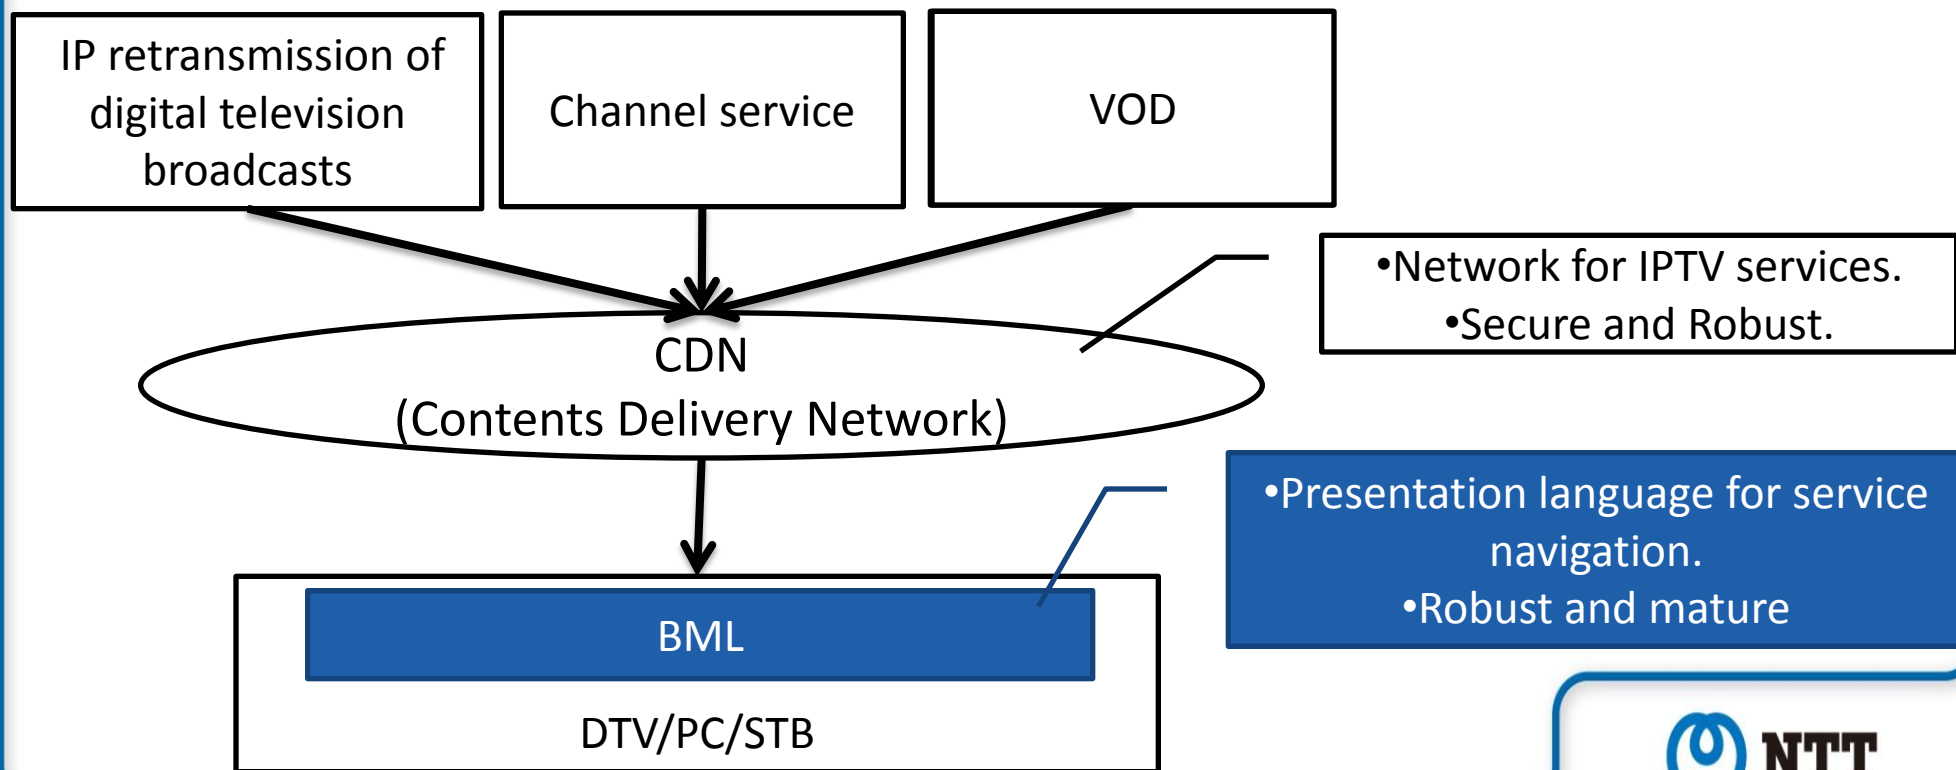 IP retransmission of
digital television
broadcasts
Channel service
VOD
•Network for IPTV services.
•Secure and Robust.
CDN
(Contents Delivery Network)
•Presentation language for service
navigation.
•Robust and mature
BML
DTV/PC/STB
NTT